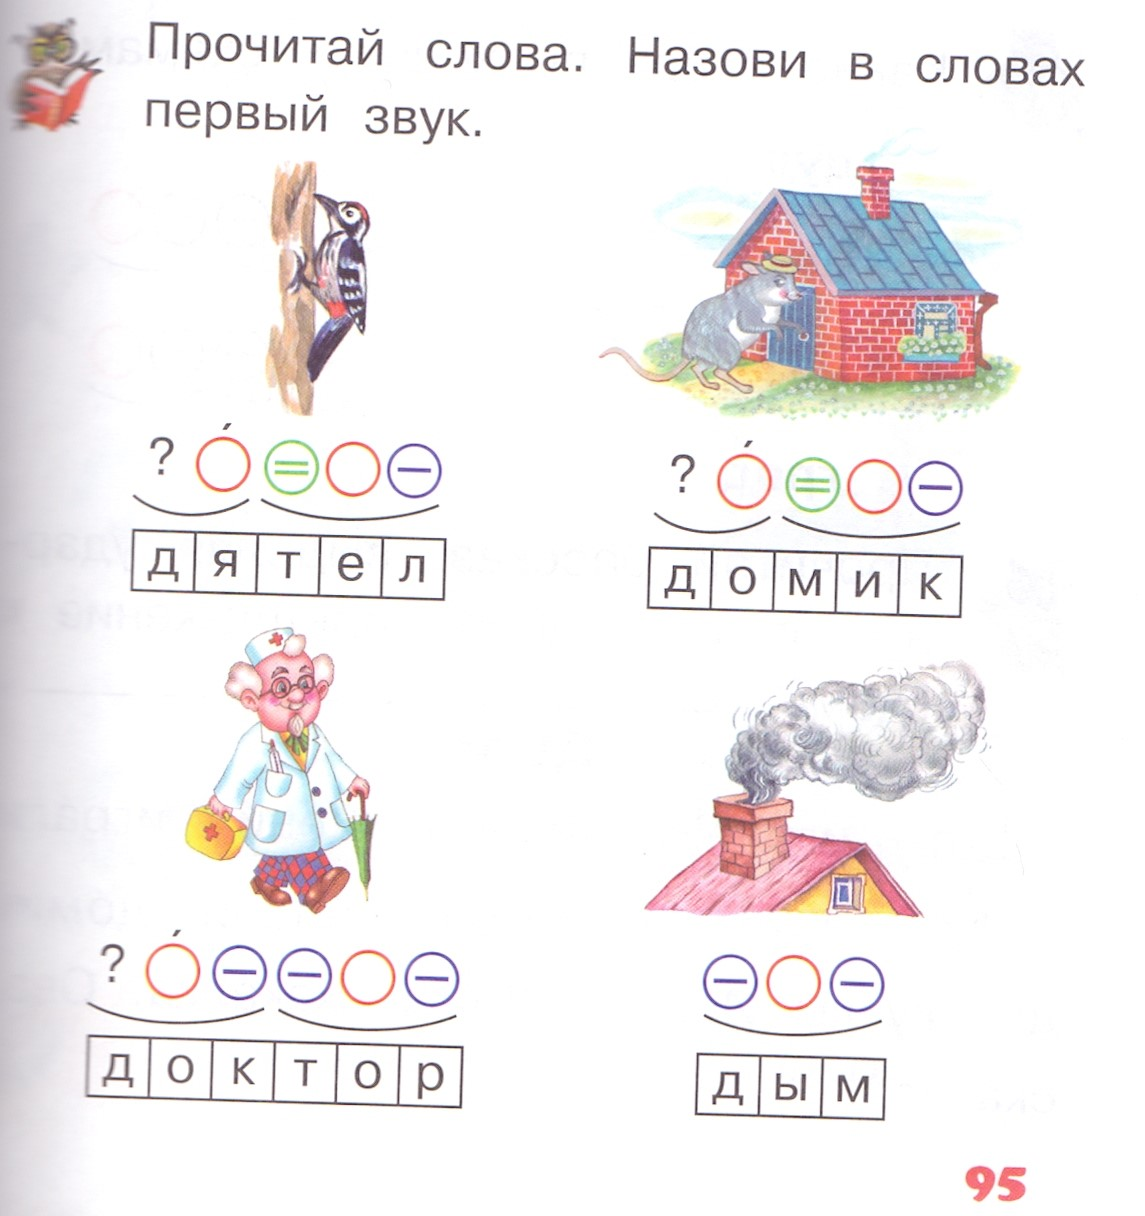 Прочитай слова. Назови в словах
первый звук.
? ? 
дятел
домик
?
доктор
дым
95